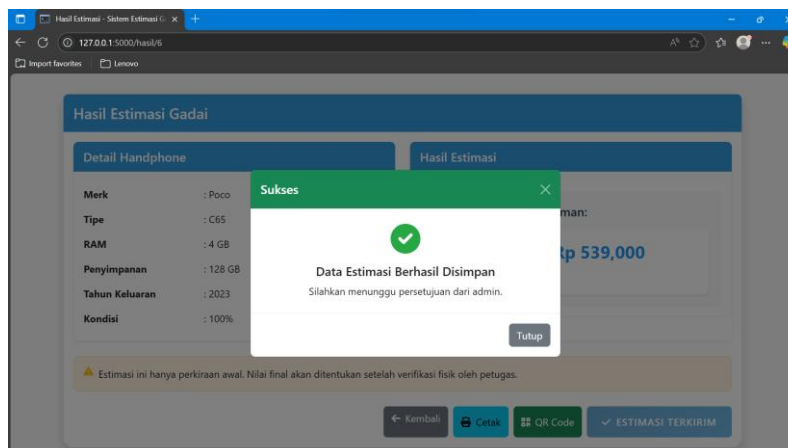 Hasil Estimasi - Sistem Estimasi G
127.0.0.1:5000/hasil/6
Import favorites
Lenovo
Hasil Estimasi Gadai
Detail Handphone
Hasil Estimasi
Merk : Poco
Tipe : C65
RAM : 4 GB
Penyimpanan : 128 GB
Tahun Keluaran : 2023
Kondisi : 100%
man:
Rp 539,000
Sukses
Data Estimasi Berhasil Disimpan
Silahkan menunggu persetujuan dari admin.
Tutup
Estimasi ini hanya perkiraan awal. Nilai final akan ditentukan setelah verifikasi fisik oleh petugas.
Kembali
Cetak
QR Code
ESTIMASI TERKIRIM